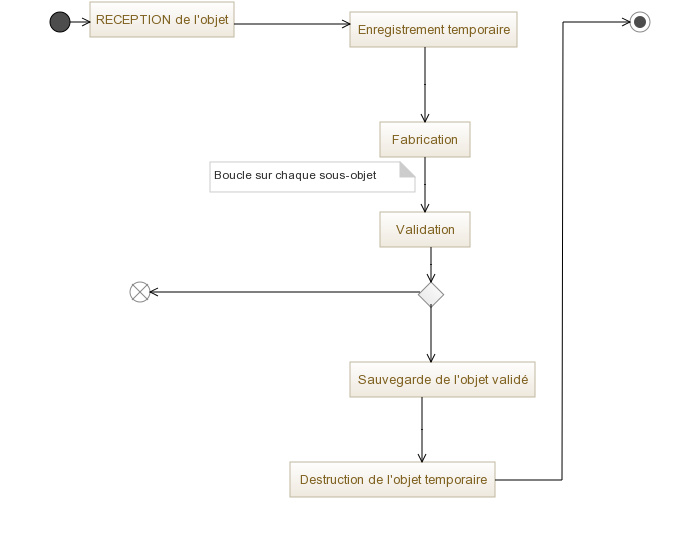 RECEPTION de l'objet
Enregistrement temporaire
Fabrication
Boucle sur chaque sous-objet
Validation
Sauvegarde de l'objet validé
Destruction de l'objet temporaire